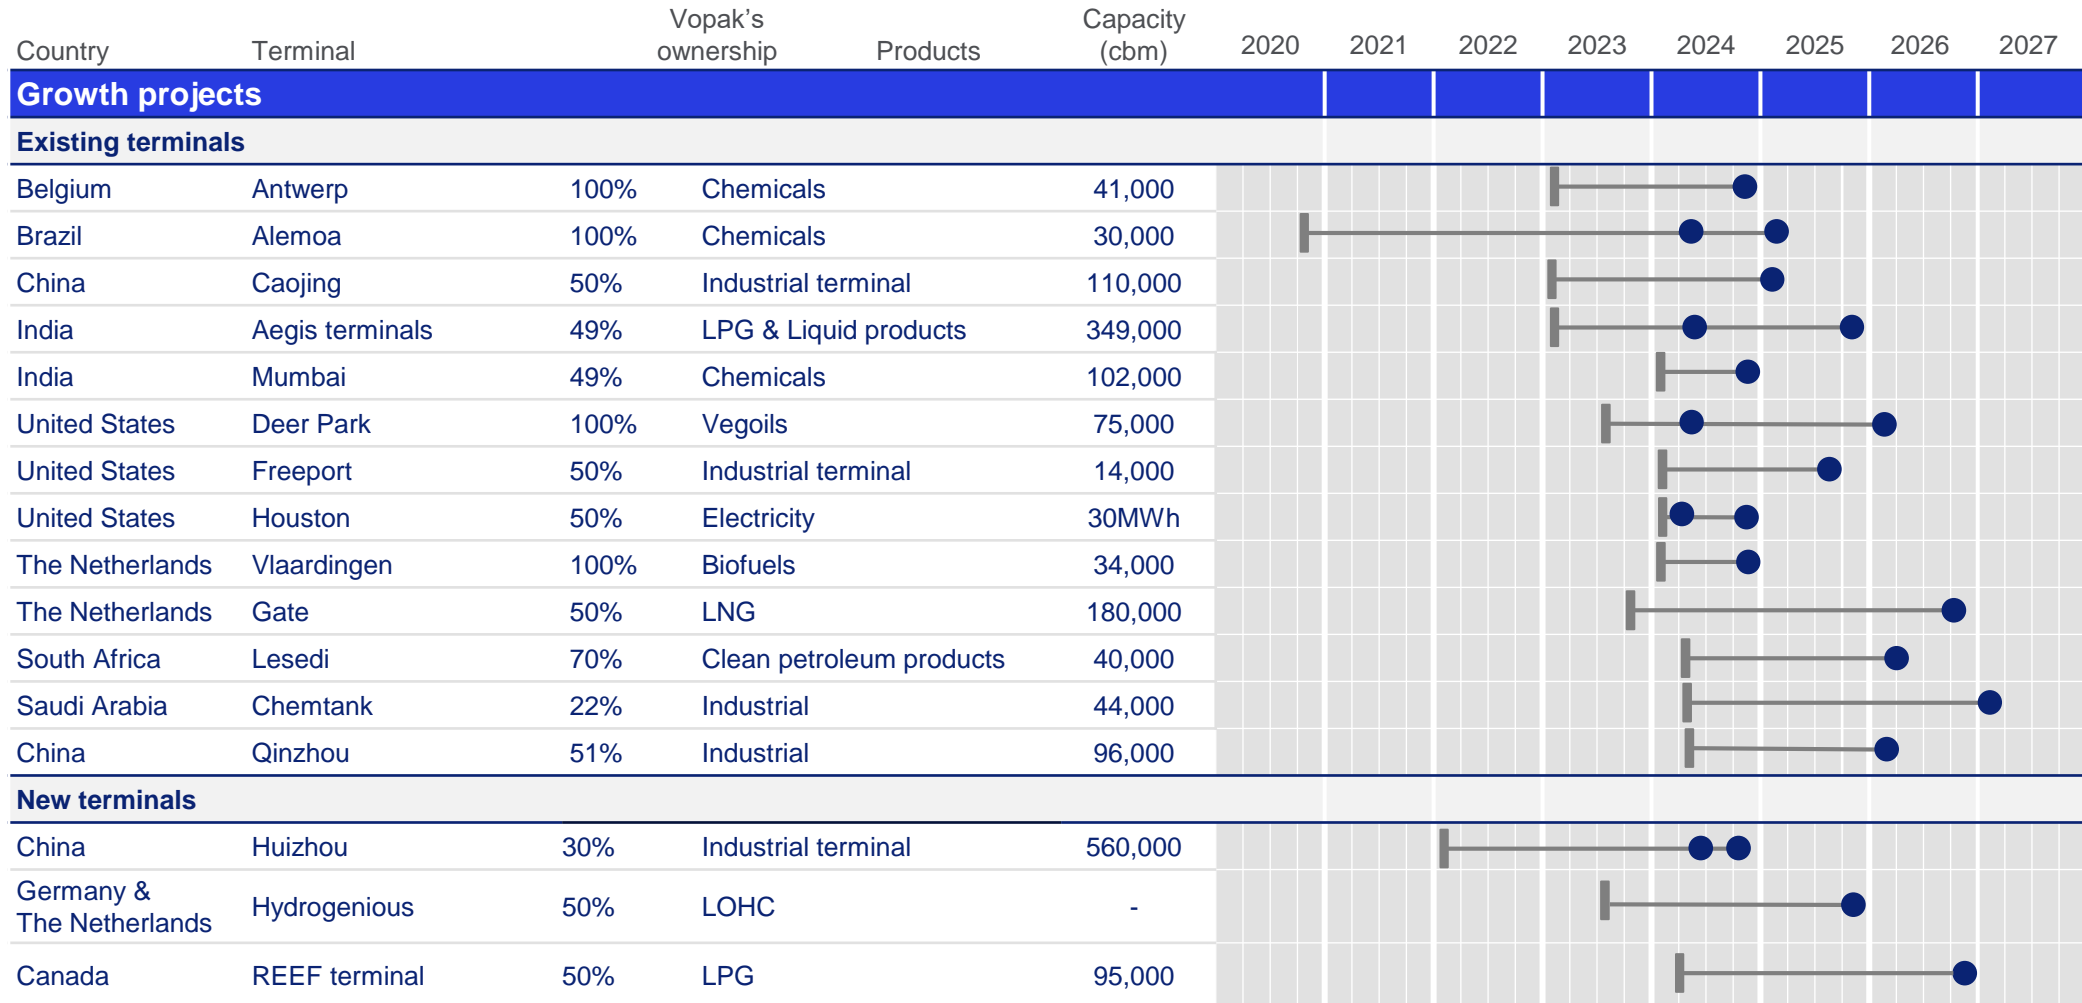 Country Terminal Vopak’s ownership Products Capacity (cbm) 2020 2021 2022 2023 2024 2025 2026 2027
Growth projects
Existing terminals
Belgium Antwerp 100% Chemicals 41,000
Brazil Alemoa 100% Chemicals 30,000
China Caojing 50% Industrial terminal 110,000
India Aegis terminals 49% LPG & Liquid products 349,000
India Mumbai 49% Chemicals 102,000
United States Deer Park 100% Vegoils 75,000
United States Freeport 50% Industrial terminal 14,000
United States Houston 50% Electricity 30MWh
The Netherlands Vlaardingen 100% Biofuels 34,000
The Netherlands Gate 50% LNG 180,000
South Africa Lesedi 70% Clean petroleum products 40,000
Saudi Arabia Chemtank 22% Industrial 44,000
China Qinzhou 51% Industrial 96,000
New terminals
China Huizhou 30% Industrial terminal 560,000
Germany &
The Netherlands Hydrogenious 50% LOHC -
Canada REEF terminal 50% LPG 95,000